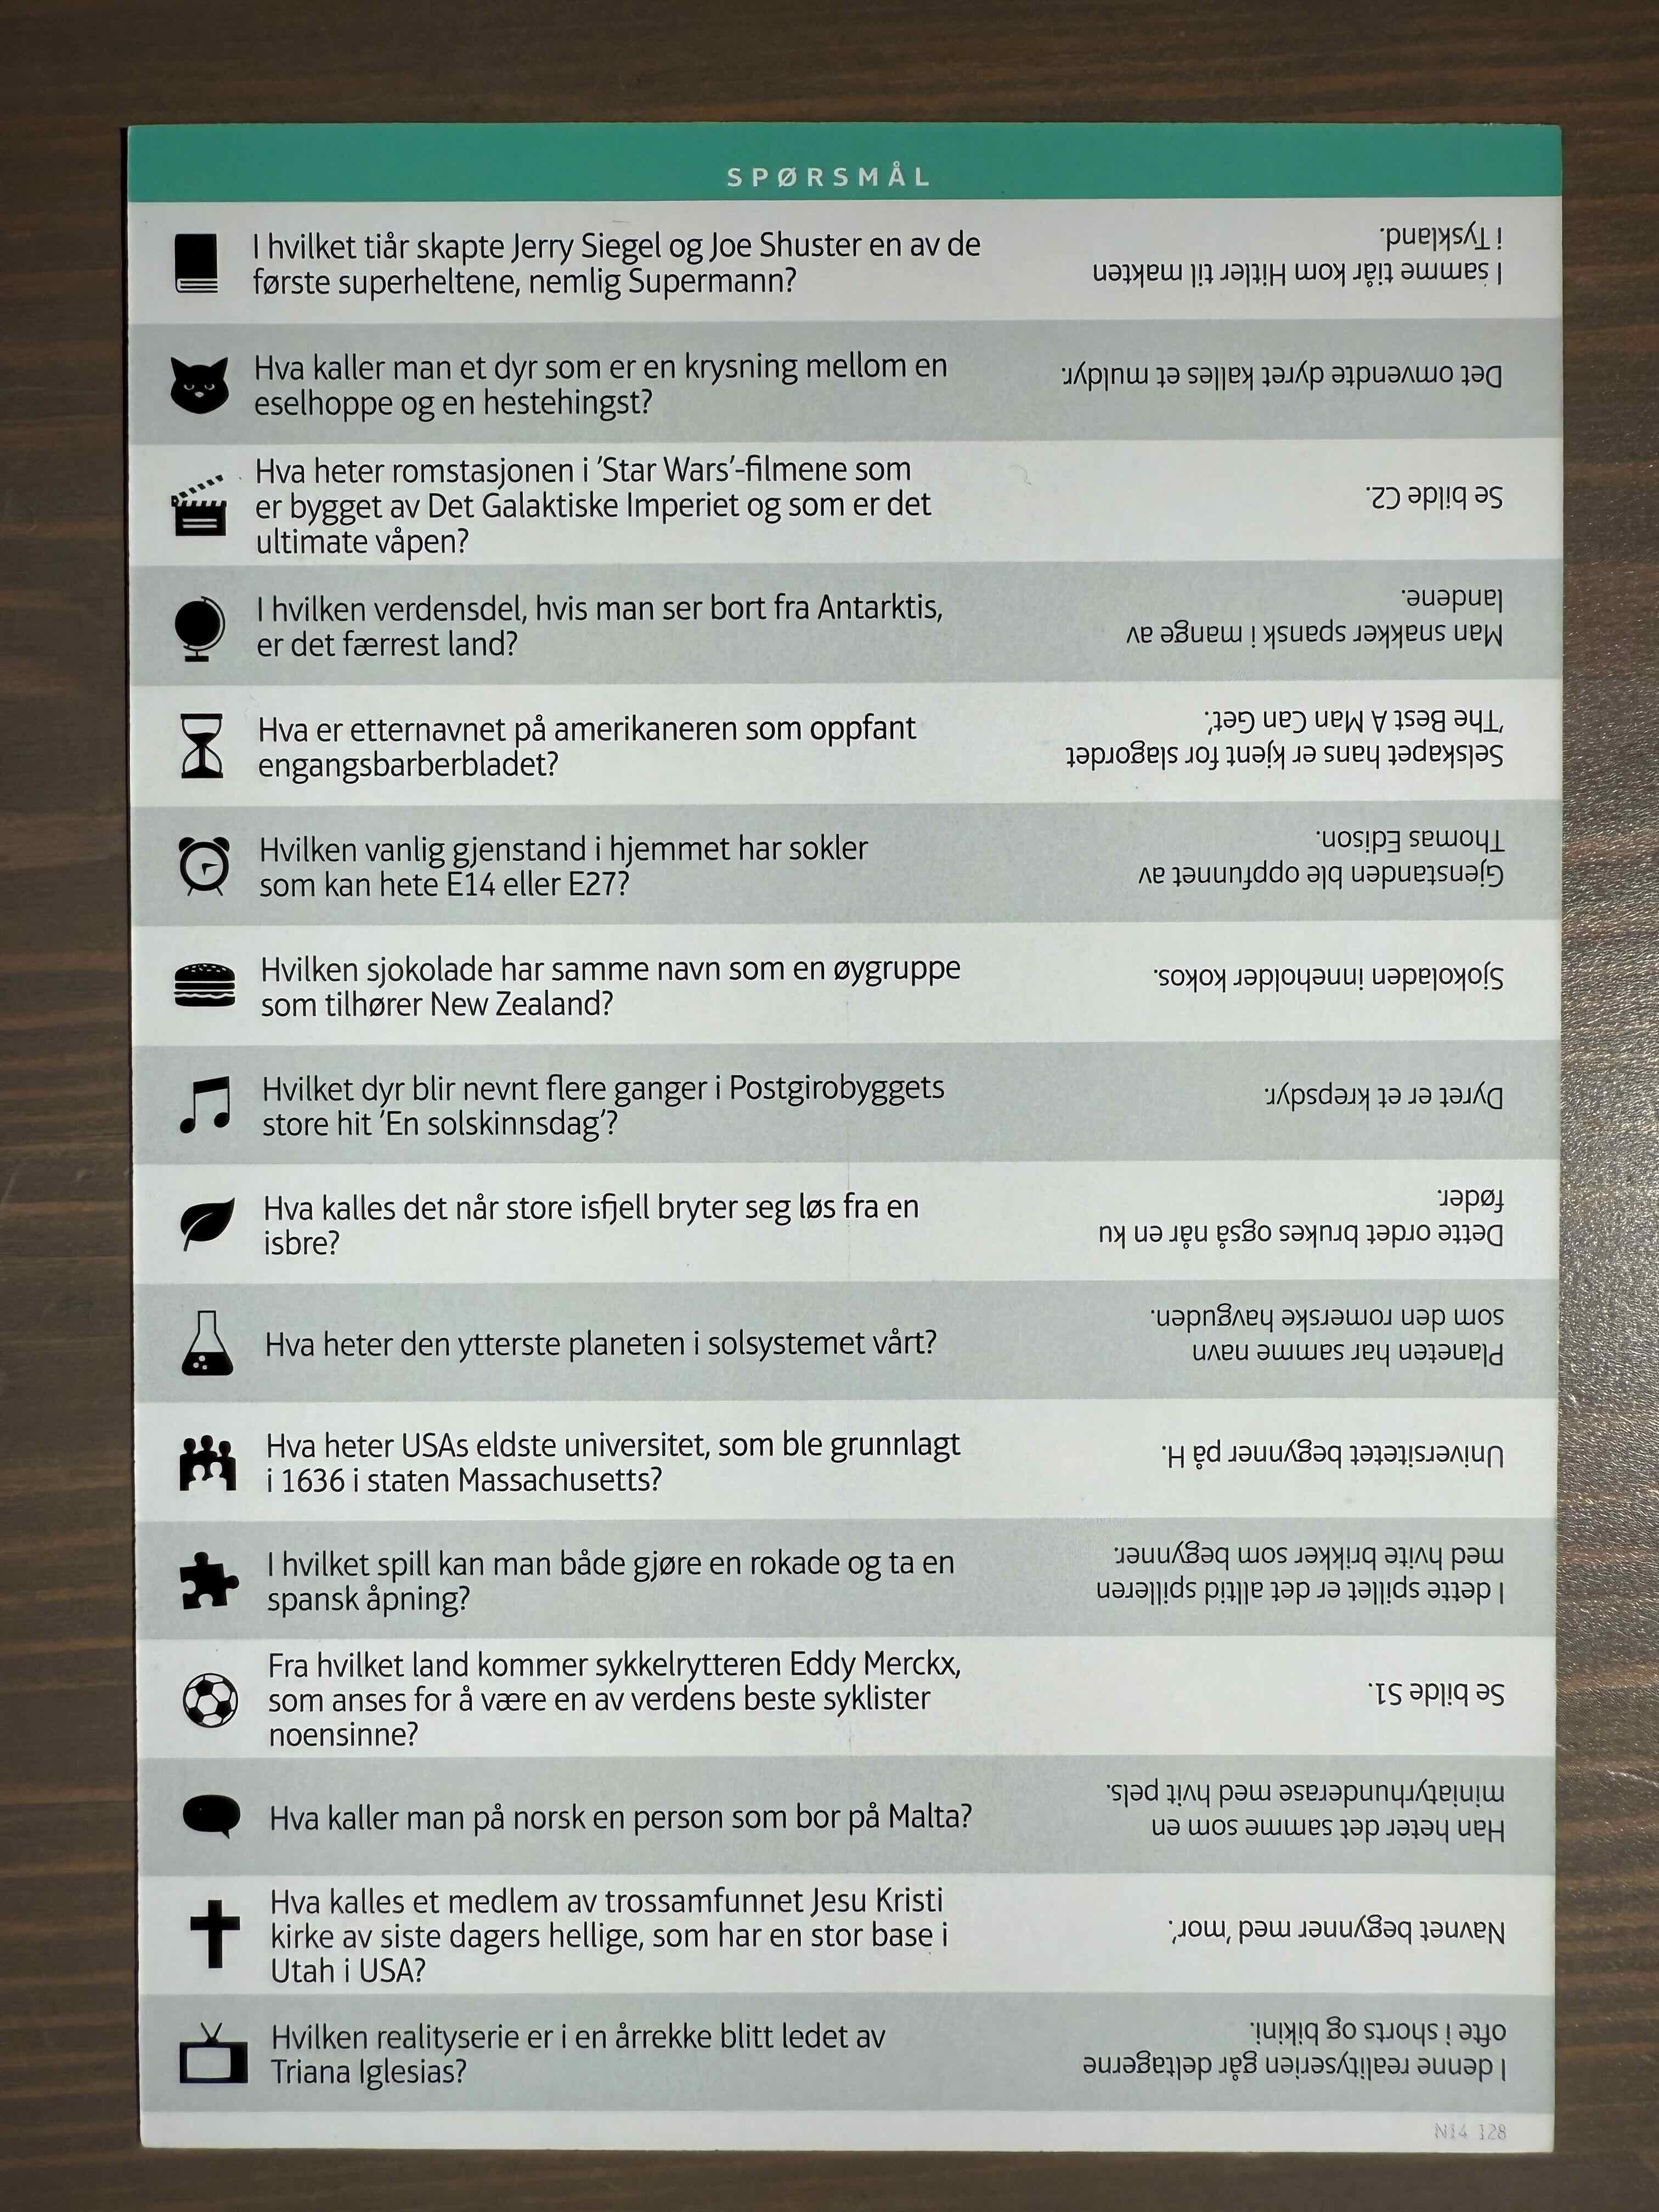 SPØRSMÅL
I hvilket tiår skapte Jerry Siegel og Joe Shuster en av de
første superheltene, nemlig Supermann?
I samme tiår kom Hitler til makten
i Tyskland.
Hva kaller man et dyr som er en krysning mellom en
eselhoppe og en hestehingst?
Det omvendte dyret kalles et muldyr.
Hva heter romstasjonen i 'Star Wars'-filmene som
er bygget av Det Galaktiske Imperiet og som er det
ultimate våpen?
Se bilde C2.
I hvilken verdensdel, hvis man ser bort fra Antarktis,
er det færrest land?
Man snakker spansk i mange av
landene.
Hva er etternavnet på amerikaneren som oppfant
engangsbarberbladet?
Selskapet hans er kjent for slagordet
'The Best A Man Can Get'.
Hvilken vanlig gjenstand i hjemmet har sokler
som kan hete E14 eller E27?
Gjenstanden ble oppfunnet av
Thomas Edison.
Hvilken sjokolade har samme navn som en øygruppe
som tilhører New Zealand?
Sjokoladen inneholder kokos.
Hvilket dyr blir nevnt flere ganger i Postgirobyggets
store hit 'En solskinnsdag'?
Dyret er et krepsdyr.
Hva kalles det når store isfjell bryter seg løs fra en
isbre?
Dette ordet brukes også når en ku
føder.
Hva heter den ytterste planeten i solsystemet vårt?
Planeten har samme navn
som den romerske havguden.
Hva heter USAs eldste universitet, som ble grunnlagt
i 1636 i staten Massachusetts?
Universitetet begynner på H.
I hvilket spill kan man både gjøre en rokade og ta en
spansk åpning?
I dette spillet er det alltid spilleren
med hvite brikker som begynner.
Fra hvilket land kommer sykkelrytteren Eddy Merckx,
som anses for å være en av verdens beste syklister
noensinne?
Se bilde S1.
Hva kaller man på norsk en person som bor på Malta?
Han heter det samme som en
miniatyrhunderase med hvit pels.
Hva kalles et medlem av trossamfunnet Jesu Kristi
kirke av siste dagers hellige, som har en stor base i
Utah i USA?
Navnet begynner med 'mor'.
Hvilken realityserie er i en årrekke blitt ledet av
Triana Iglesias?
I denne realityserien går deltagerne
ofte i shorts og bikini.
N14 128